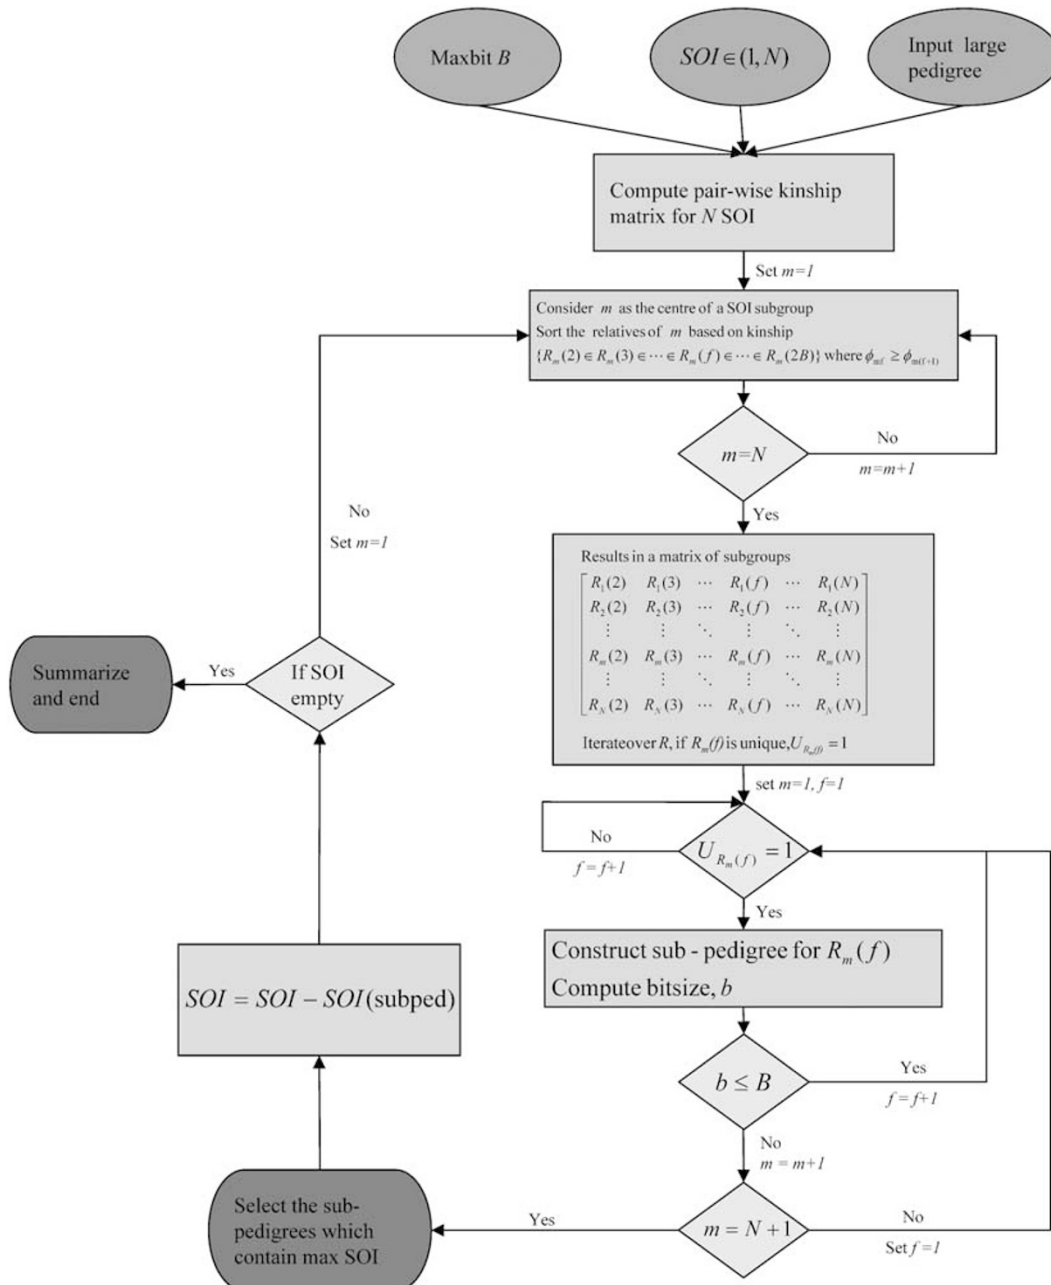 Maxbit B
SOI∈(1, N)
Input large
pedigree
Compute pair-wise kinship
matrix for N SOI
Set m=1
Consider m as the centre of a SOI subgroup
Sort the relatives of m based on kinship
{R_m(2) ∈ R_m(3) ∈ ⋯ ∈ R_m(f) ∈ ⋯ ∈ R_m(2B)} where ϕ_mf ≥ ϕ_m(f+1)
m=N
No
m=m+1
Yes
Results in a matrix of subgroups
R_1(2) R_1(3) ⋯ R_1(f) ⋯ R_1(N)
R_2(2) R_2(3) ⋯ R_2(f) ⋯ R_2(N)
⋮ ⋮ ⋱ ⋮ ⋱ ⋮
R_m(2) R_m(3) ⋯ R_m(f) ⋯ R_m(N)
⋮ ⋮ ⋱ ⋮ ⋱ ⋮
R_N(2) R_N(3) ⋯ R_N(f) ⋯ R_N(N)
Iterateover R, if R_m(f) is unique, U_R_m(f) = 1
set m=1, f=1
U_R_m(f) = 1
No
f = f+1
Yes
Construct sub - pedigree for R_m(f)
Compute bitsize, b
b ≤ B
Yes
f = f+1
No
m = m+1
m = N + 1
No
Set f =1
Yes
Select the sub-
pedigrees which
contain max SOI
SOI = SOI − SOI(subped)
If SOI
empty
No
Set m=1
Yes
Summarize
and end